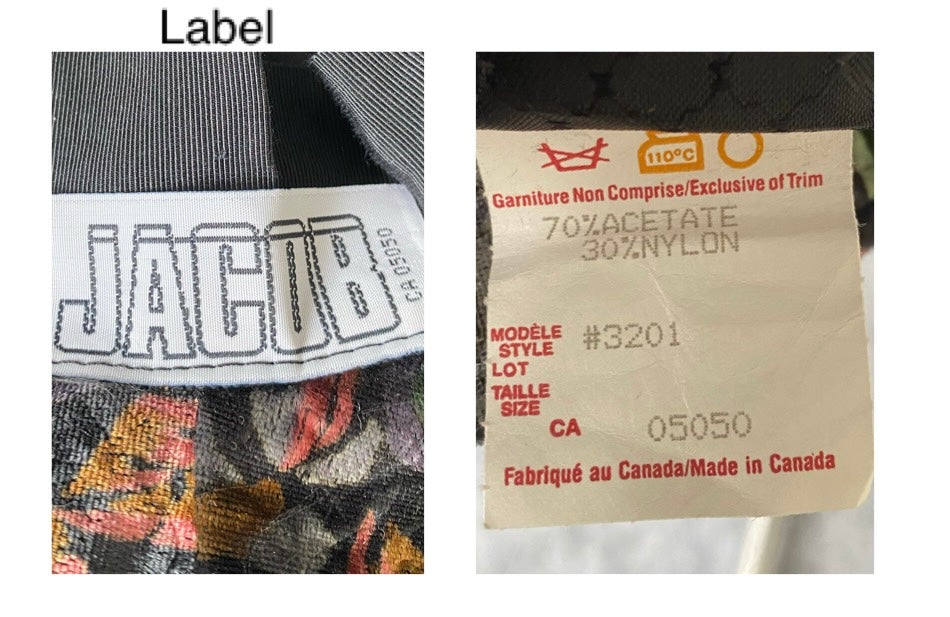 Label
JACOB
CA 05050
110°C
Garniture Non Comprise/Exclusive of Trim
70%ACETATE
30%NYLON
MODÈLE
STYLE #3201
LOT
TAILLE
SIZE
CA 05050
Fabriqué au Canada/Made in Canada